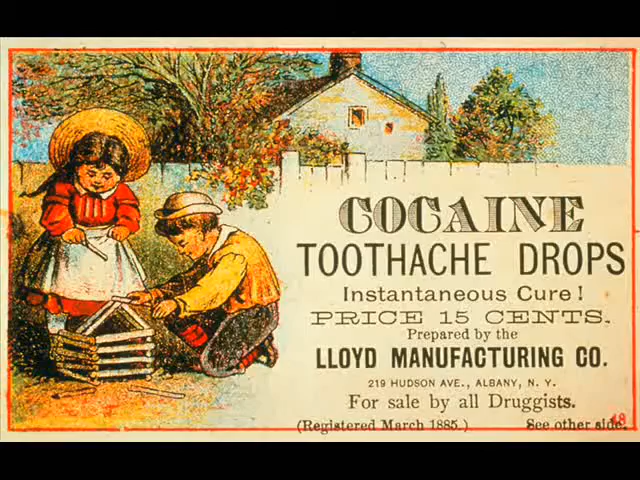 COCAINE
TOOTHACHE DROPS
Instantaneous Cure!
PRICE 15 CENTS.
Prepared by the
LLOYD MANUFACTURING CO.
219 HUDSON AVE., ALBANY, N. Y.
For sale by all Druggists.
(Registered March 1885.) See other side.
18